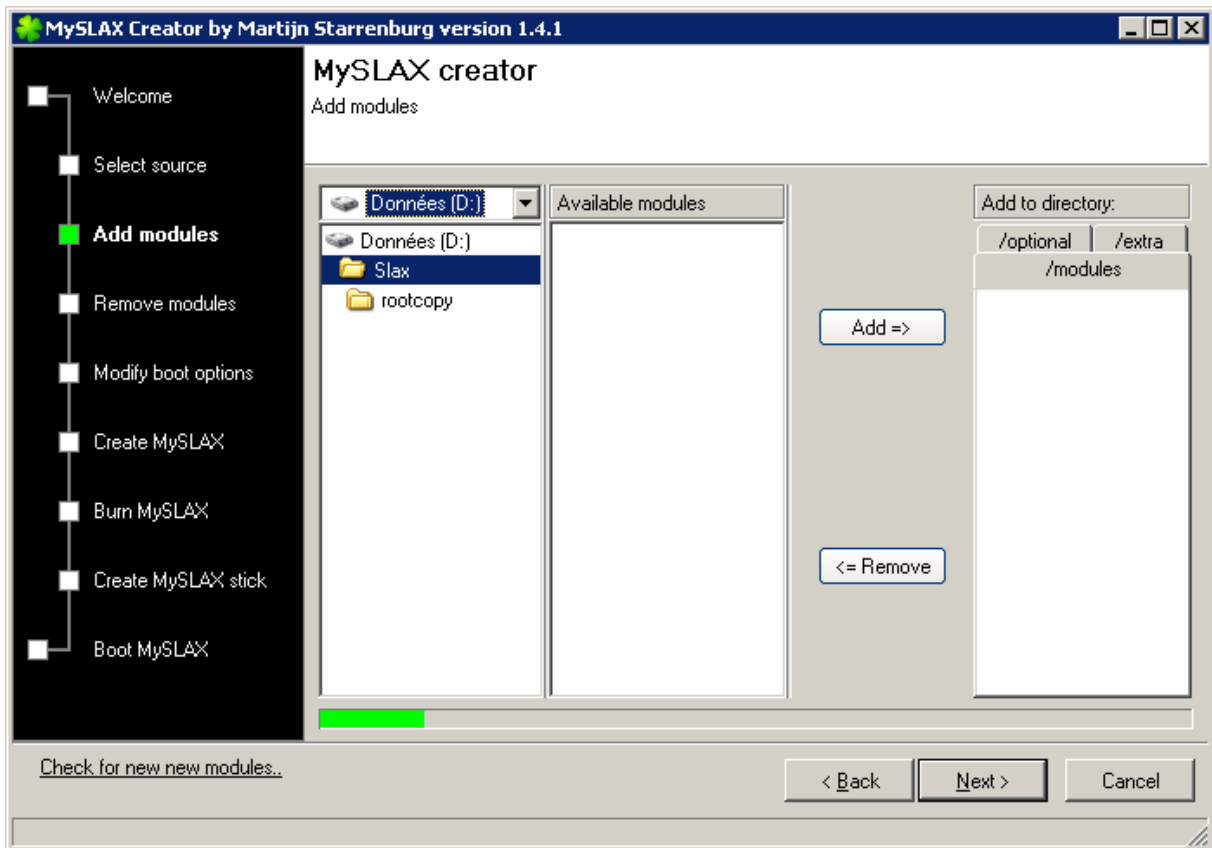 MySLAX Creator by Martijn Starrenburg version 1.4.1
MySLAX creator
Add modules
Welcome
Select source
Add modules
Remove modules
Modify boot options
Create MySLAX
Burn MySLAX
Create MySLAX stick
Boot MySLAX
Données (D:)
Données (D:)
Slax
rootcopy
Available modules
Add =>
<= Remove
Add to directory:
/optional
/extra
/modules
Check for new new modules..
< Back
Next >
Cancel